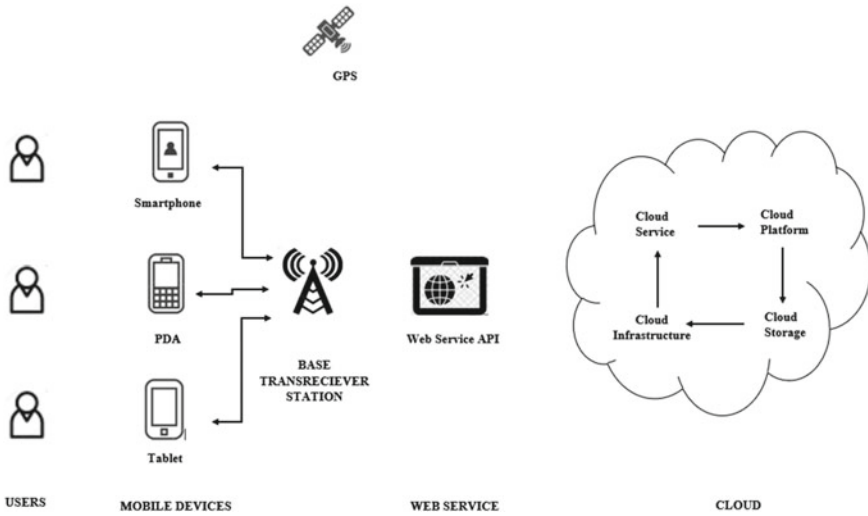 GPS
Smartphone
PDA
Tablet
BASE
TRANSRECIEVER
STATION
Web Service API
Cloud
Service
Cloud
Platform
Cloud
Infrastructure
Cloud
Storage
USERS
MOBILE DEVICES
WEB SERVICE
CLOUD